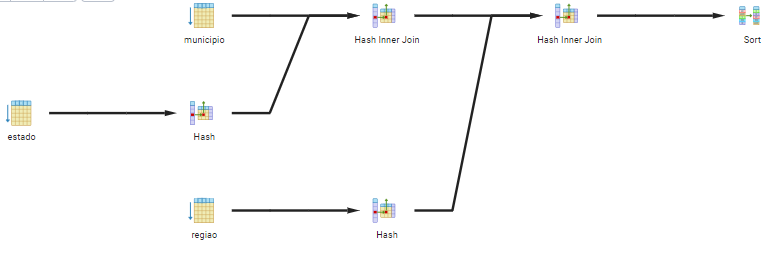 municipio
Hash Inner Join
Hash Inner Join
Sort
estado
Hash
regiao
Hash